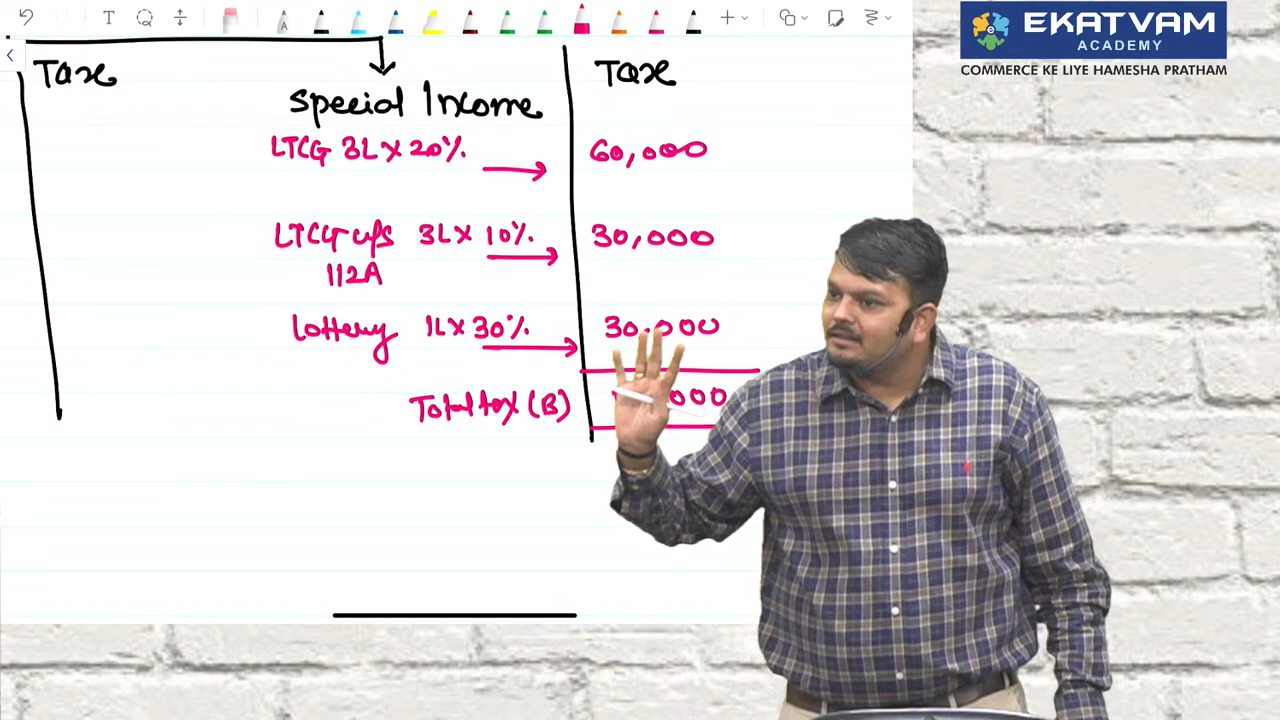 EKATVAM
ACADEMY
COMMERCE KE LIYE HAMESHA PRATHAM
Tax
Tax
Special Income
LTCG 3L X 20%
60,000
LTCG u/s 3L X 10%
30,000
112A
Lottery 1L X 30%
30,000
Total tax (B)
000